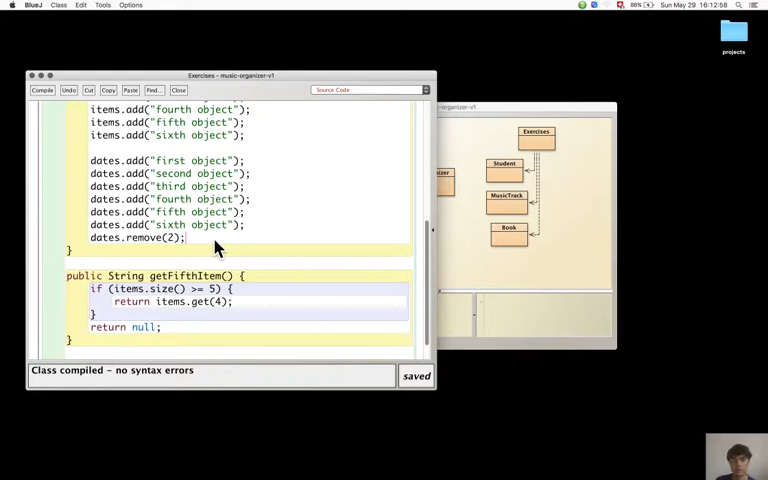 BlueJ Class Edit Tools Options
86% Sun May 29 16:12:58
projects
Exercises - music-organizer-v1
Compile Undo Cut Copy Paste Find... Close
Source Code
items.add("fourth object");
items.add("fifth object");
items.add("sixth object");
dates.add("first object");
dates.add("second object");
dates.add("third object");
dates.add("fourth object");
dates.add("fifth object");
dates.add("sixth object");
dates.remove(2);
}
public String getFifthItem() {
if (items.size() >= 5) {
return items.get(4);
}
return null;
}
Class compiled - no syntax errors
saved
Exercises
Student
MusicTrack
Book